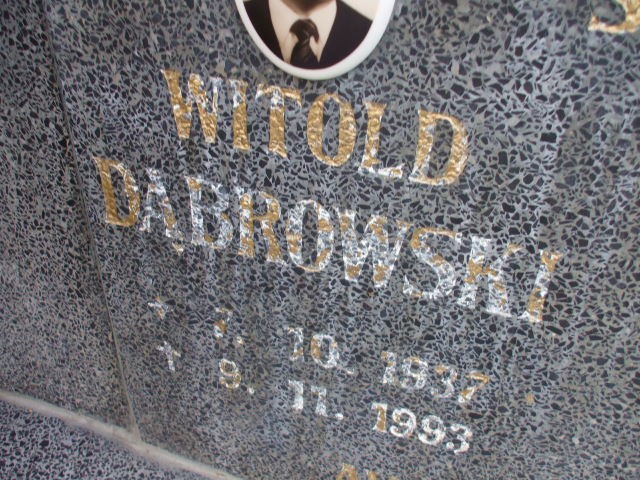 WITOLD
DĄBROWSKI
* 7. 10. 1937
† 9. 11. 1993